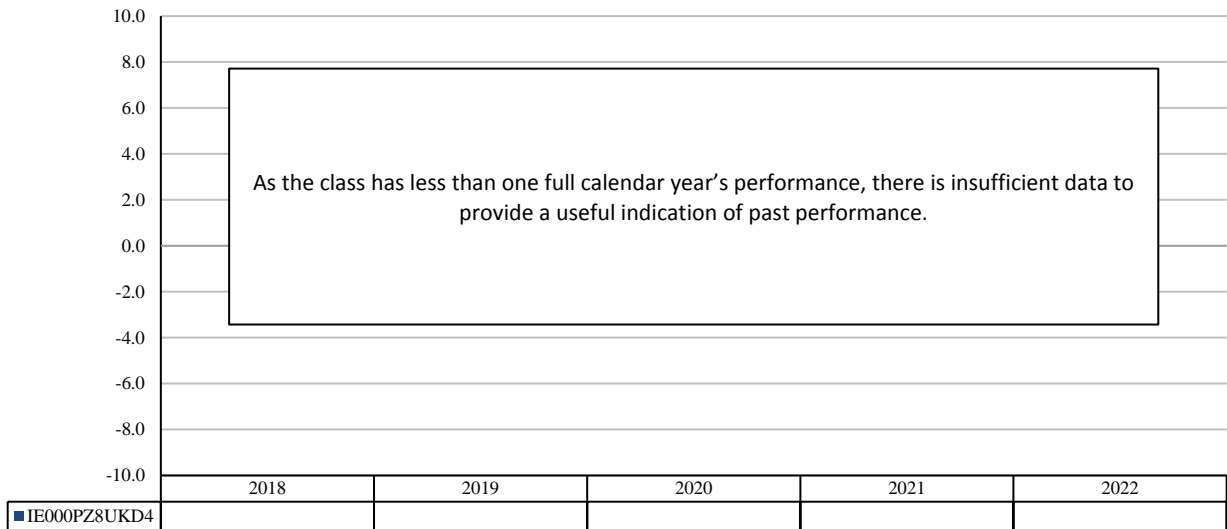 10.0
8.0
6.0
4.0
2.0
0.0
-2.0
-4.0
-6.0
-8.0
-10.0
As the class has less than one full calendar year’s performance, there is insufficient data to
provide a useful indication of past performance.
2018 2019 2020 2021 2022
IE000PZ8UKD4